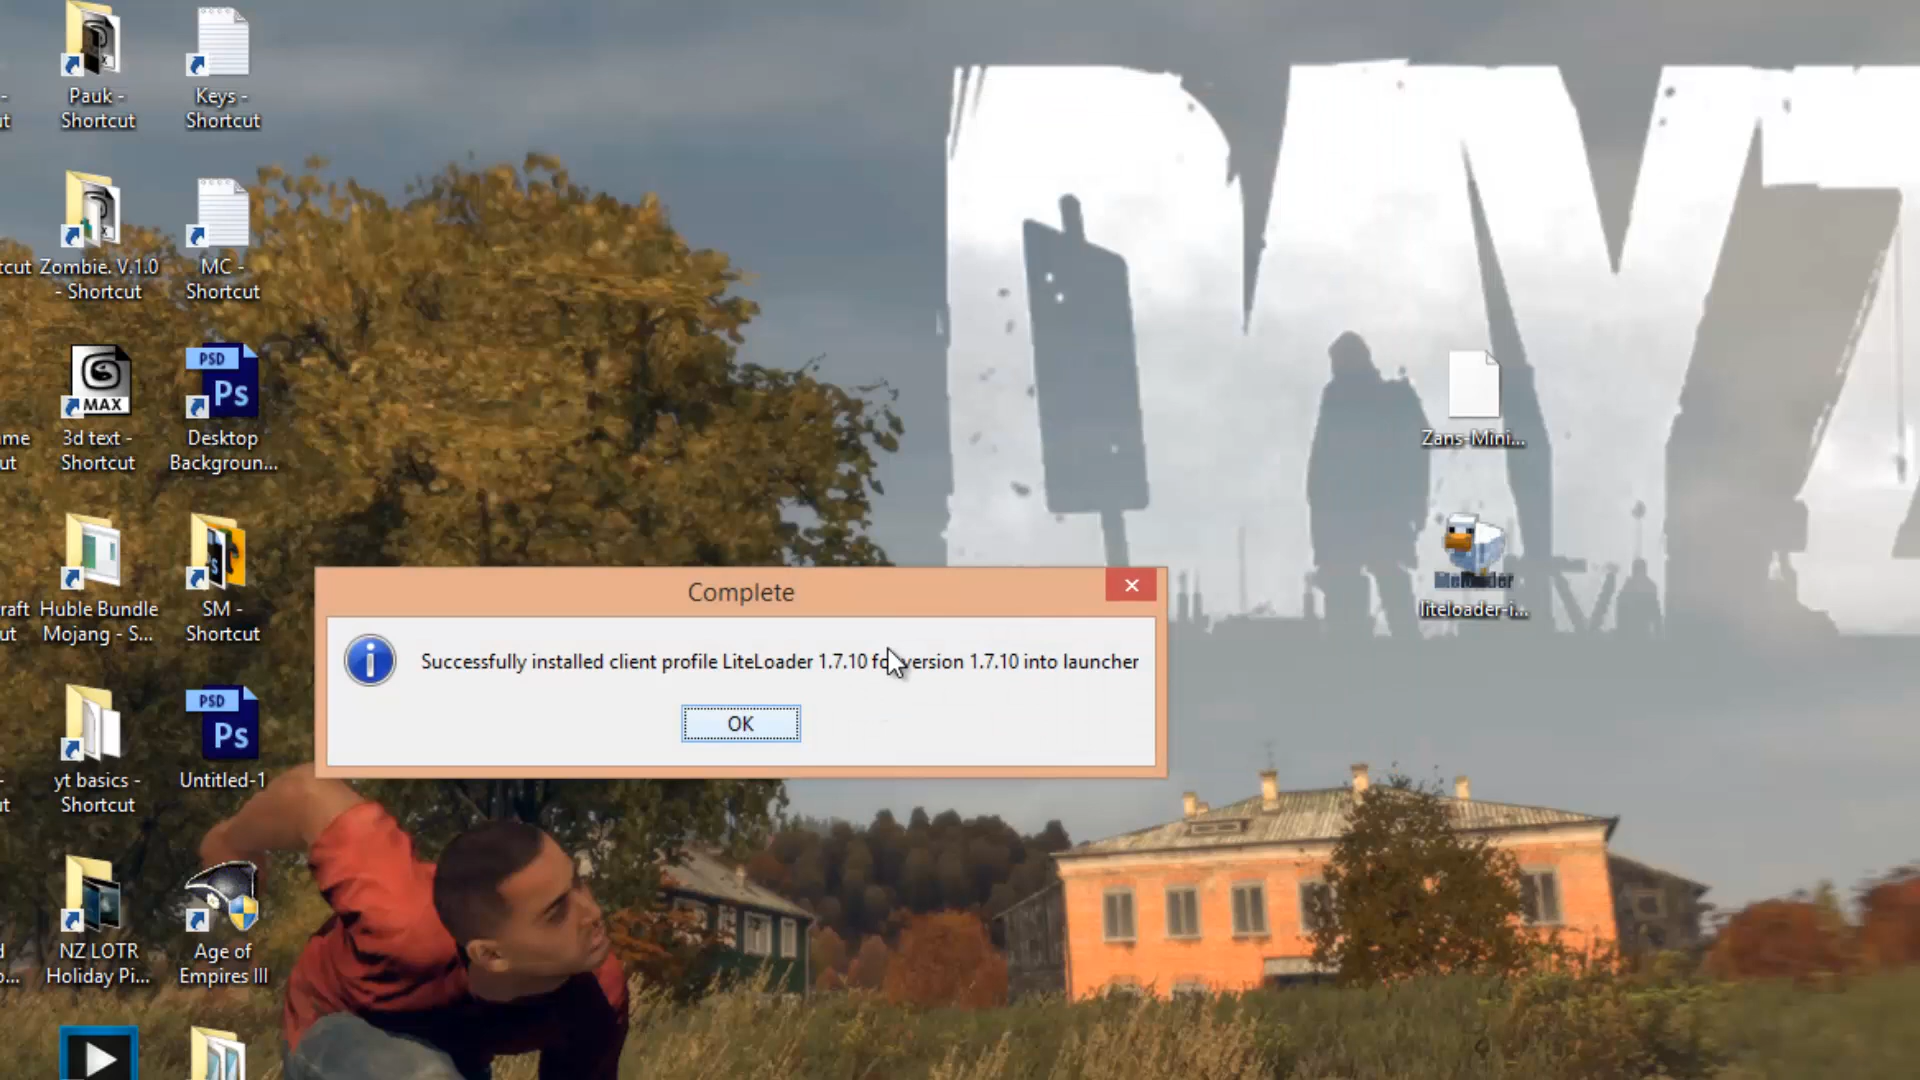 Pauk -
Shortcut
Keys -
Shortcut
Zombie. V.1.0
- Shortcut
MC -
Shortcut
MAX
3d text -
Shortcut
PSD
Ps
Desktop
Backgroun...
Huble Bundle
Mojang - S...
SM -
Shortcut
yt basics -
Shortcut
PSD
Ps
Untitled-1
NZ LOTR
Holiday Pi...
Age of
Empires III
DAYZ
Zans-Mini...
liteloader-i...
Complete
Successfully installed client profile LiteLoader 1.7.10 for version 1.7.10 into launcher
OK